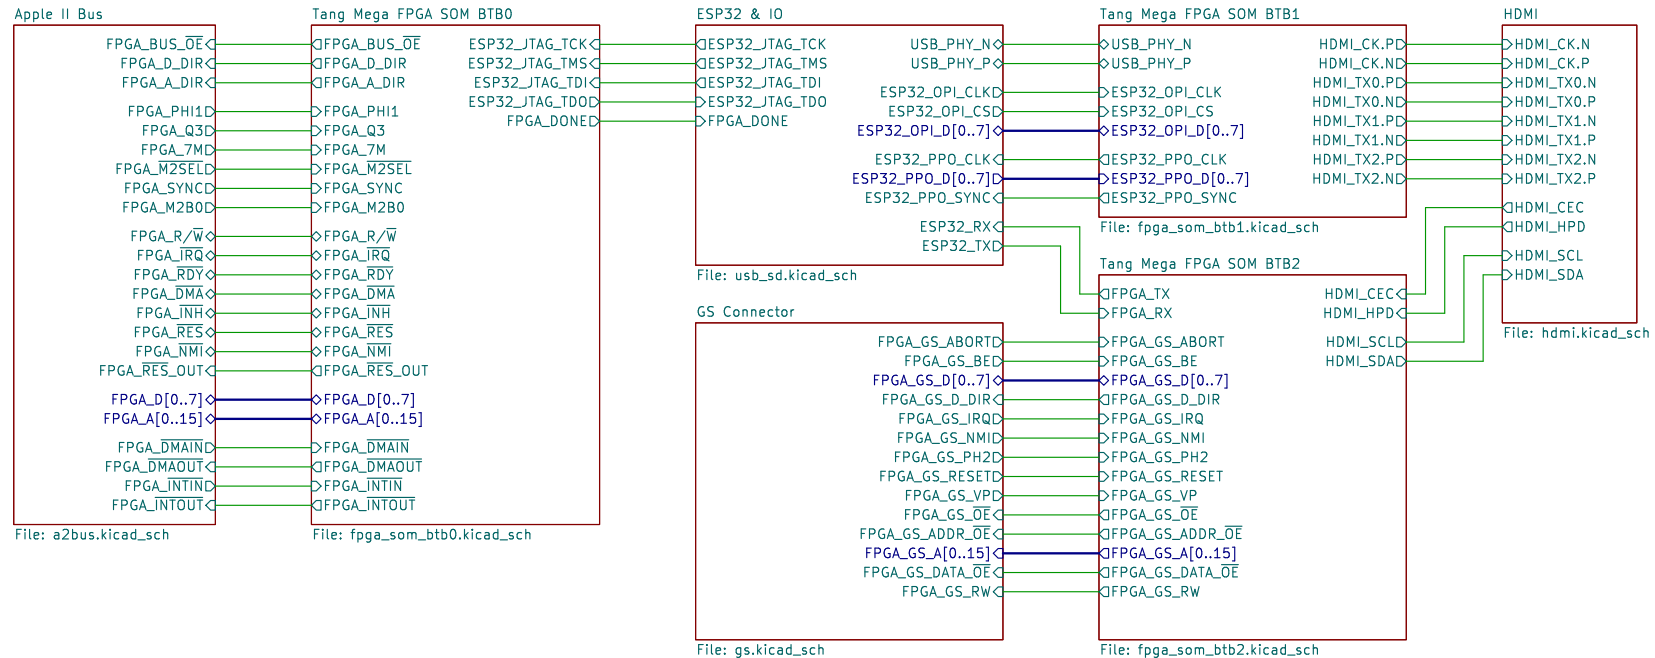 Apple II Bus
FPGA_BUS_OE
FPGA_D_DIR
FPGA_A_DIR
FPGA_PHI1
FPGA_Q3
FPGA_7M
FPGA_M2SEL
FPGA_SYNC
FPGA_M2B0
FPGA_R/W
FPGA_IRQ
FPGA_RDY
FPGA_DMA
FPGA_INH
FPGA_RES
FPGA_NMI
FPGA_RES_OUT
FPGA_D[0..7]
FPGA_A[0..15]
FPGA_DMAIN
FPGA_DMAOUT
FPGA_INTIN
FPGA_INTOUT
File: a2bus.kicad_sch
Tang Mega FPGA SOM BTB0
FPGA_BUS_OE
FPGA_D_DIR
FPGA_A_DIR
FPGA_PHI1
FPGA_Q3
FPGA_7M
FPGA_M2SEL
FPGA_SYNC
FPGA_M2B0
FPGA_R/W
FPGA_IRQ
FPGA_RDY
FPGA_DMA
FPGA_INH
FPGA_RES
FPGA_NMI
FPGA_RES_OUT
FPGA_D[0..7]
FPGA_A[0..15]
FPGA_DMAIN
FPGA_DMAOUT
FPGA_INTIN
FPGA_INTOUT
ESP32_JTAG_TCK
ESP32_JTAG_TMS
ESP32_JTAG_TDI
ESP32_JTAG_TDO
FPGA_DONE
File: fpga_som_btb0.kicad_sch
ESP32 & IO
ESP32_JTAG_TCK
ESP32_JTAG_TMS
ESP32_JTAG_TDI
ESP32_JTAG_TDO
FPGA_DONE
USB_PHY_N
USB_PHY_P
ESP32_OPI_CLK
ESP32_OPI_CS
ESP32_OPI_D[0..7]
ESP32_PPO_CLK
ESP32_PPO_D[0..7]
ESP32_PPO_SYNC
ESP32_RX
ESP32_TX
File: usb_sd.kicad_sch
GS Connector
FPGA_GS_ABORT
FPGA_GS_BE
FPGA_GS_D[0..7]
FPGA_GS_D_DIR
FPGA_GS_IRQ
FPGA_GS_NMI
FPGA_GS_PH2
FPGA_GS_RESET
FPGA_GS_VP
FPGA_GS_OE
FPGA_GS_ADDR_OE
FPGA_GS_A[0..15]
FPGA_GS_DATA_OE
FPGA_GS_RW
File: gs.kicad_sch
Tang Mega FPGA SOM BTB1
USB_PHY_N
USB_PHY_P
ESP32_OPI_CLK
ESP32_OPI_CS
ESP32_OPI_D[0..7]
ESP32_PPO_CLK
ESP32_PPO_D[0..7]
ESP32_PPO_SYNC
HDMI_CK.P
HDMI_CK.N
HDMI_TX0.P
HDMI_TX0.N
HDMI_TX1.P
HDMI_TX1.N
HDMI_TX2.P
HDMI_TX2.N
File: fpga_som_btb1.kicad_sch
Tang Mega FPGA SOM BTB2
FPGA_TX
FPGA_RX
FPGA_GS_ABORT
FPGA_GS_BE
FPGA_GS_D[0..7]
FPGA_GS_D_DIR
FPGA_GS_IRQ
FPGA_GS_NMI
FPGA_GS_PH2
FPGA_GS_RESET
FPGA_GS_VP
FPGA_GS_OE
FPGA_GS_ADDR_OE
FPGA_GS_A[0..15]
FPGA_GS_DATA_OE
FPGA_GS_RW
HDMI_CEC
HDMI_HPD
HDMI_SCL
HDMI_SDA
File: fpga_som_btb2.kicad_sch
HDMI
HDMI_CK.N
HDMI_CK.P
HDMI_TX0.N
HDMI_TX0.P
HDMI_TX1.N
HDMI_TX1.P
HDMI_TX2.N
HDMI_TX2.P
HDMI_CEC
HDMI_HPD
HDMI_SCL
HDMI_SDA
File: hdmi.kicad_sch